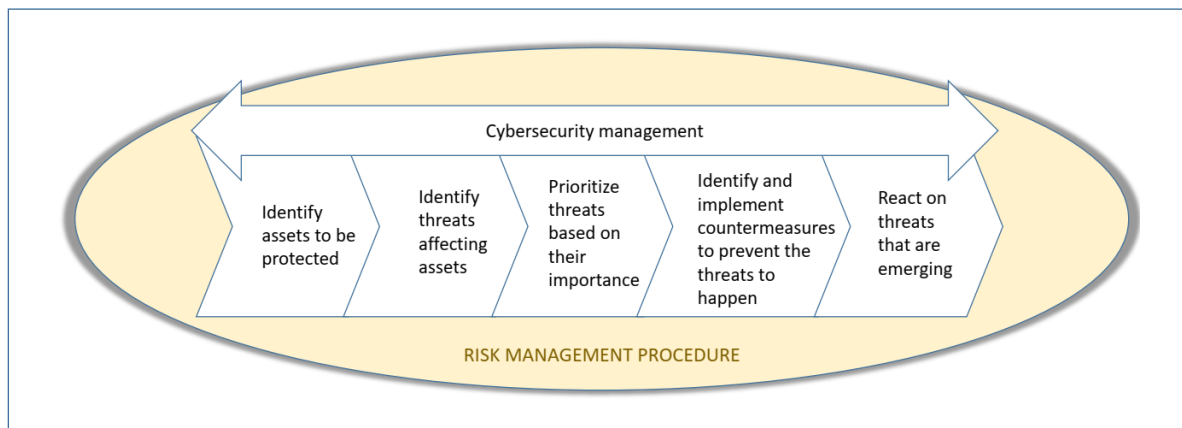 Cybersecurity management
Identify
assets to be
protected
Identify
threats
affecting
assets
Prioritize
threats
based on
their
importance
Identify and
implement
countermeasures
to prevent the
threats to
happen
React on
threats
that are
emerging
RISK MANAGEMENT PROCEDURE